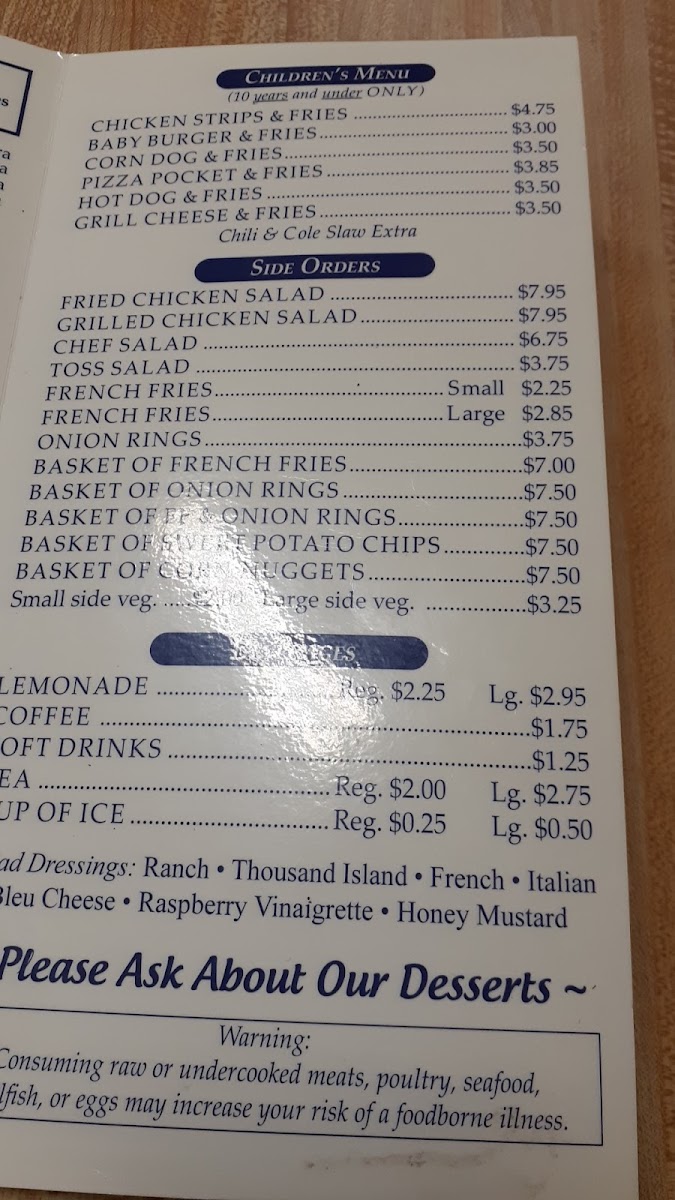 CHILDREN'S MENU
(10 years and under ONLY)
CHICKEN STRIPS & FRIES ................................ $4.75
BABY BURGER & FRIES ................................ $3.00
CORN DOG & FRIES ................................ $3.50
PIZZA POCKET & FRIES ................................ $3.85
HOT DOG & FRIES ................................ $3.50
GRILL CHEESE & FRIES ................................ $3.50
Chili & Cole Slaw Extra
SIDE ORDERS
FRIED CHICKEN SALAD ................................ $7.95
GRILLED CHICKEN SALAD ................................ $7.95
CHEF SALAD ................................ $6.75
TOSS SALAD ................................ $3.75
FRENCH FRIES ................................ Small $2.25
FRENCH FRIES ................................ Large $2.85
ONION RINGS ................................ $3.75
BASKET OF FRENCH FRIES ................................ $7.00
BASKET OF ONION RINGS ................................ $7.50
BASKET OF FF & ONION RINGS ................................ $7.50
BASKET OF SWEET POTATO CHIPS ................................ $7.50
BASKET OF CORN NUGGETS ................................ $7.50
Small side veg. ..... $2.00 Large side veg. ................. $3.25
LEMONADE ................................ Reg. $2.25 Lg. $2.95
COFFEE ................................ $1.75
OFT DRINKS ................................ $1.25
EA ................................ Reg. $2.00 Lg. $2.75
UP OF ICE ................................ Reg. $0.25 Lg. $0.50
ad Dressings: Ranch • Thousand Island • French • Italian
Bleu Cheese • Raspberry Vinaigrette • Honey Mustard
Please Ask About Our Desserts ~
Warning:
Consuming raw or undercooked meats, poultry, seafood,
lfish, or eggs may increase your risk of a foodborne illness.